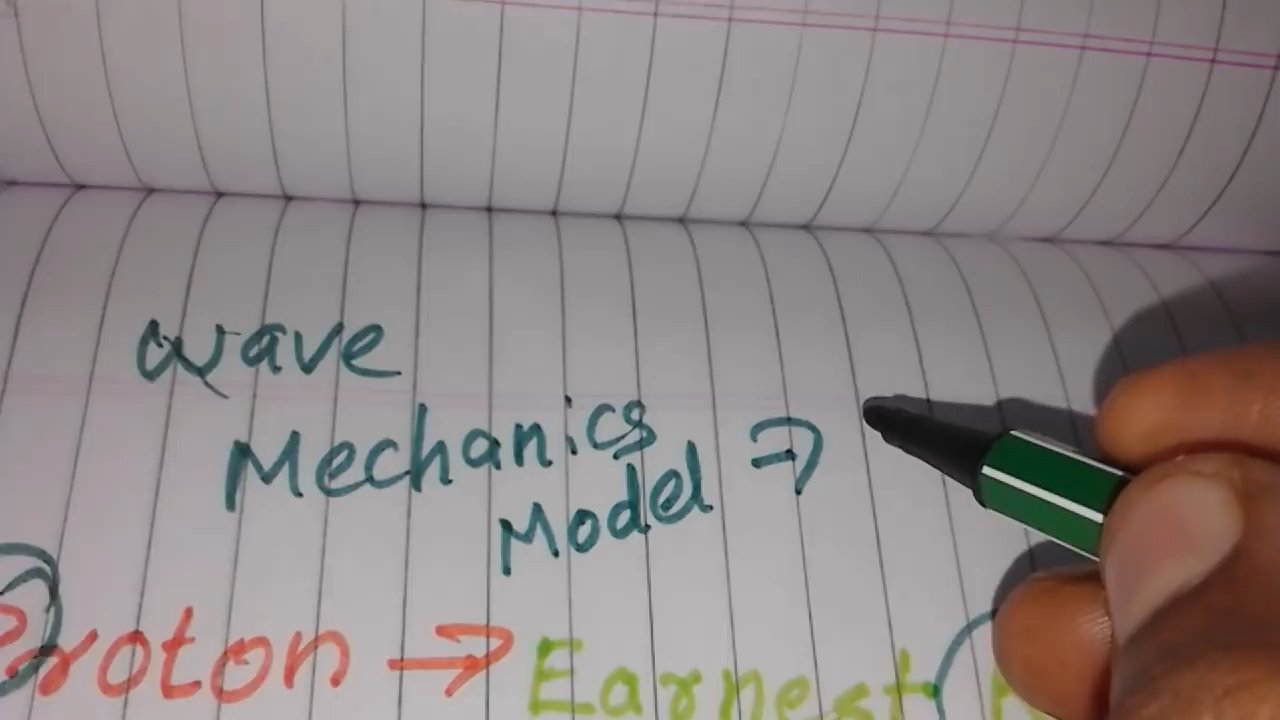 wave
Mechanics
Model ⇒
Proton → Earnest